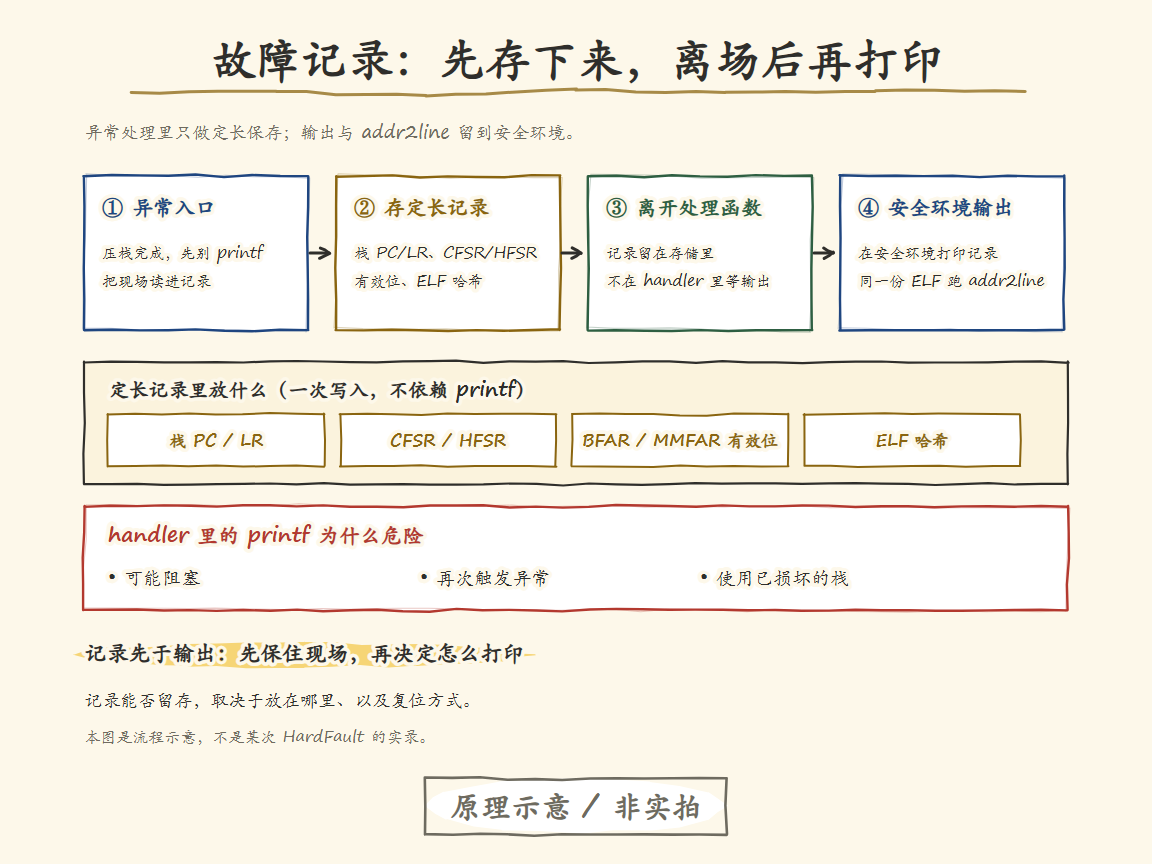 故障记录：先存下来，离场后再打印
异常处理里只做定长保存；输出与 addr2line 留到安全环境。
① 异常入口
压栈完成，先别 printf
把现场读进记录
② 存定长记录
栈 PC/LR、CFSR/HFSR
有效位、ELF 哈希
③ 离开处理函数
记录留在存储里
不在 handler 里等输出
④ 安全环境输出
在安全环境打印记录
同一份 ELF 跑 addr2line
定长记录里放什么（一次写入，不依赖 printf）
栈 PC / LR
CFSR / HFSR
BFAR / MMFAR 有效位
ELF 哈希
handler 里的 printf 为什么危险
• 可能阻塞
• 再次触发异常
• 使用已损坏的栈
记录先于输出：先保住现场，再决定怎么打印
记录能否留存，取决于放在哪里、以及复位方式。
本图是流程示意，不是某次 HardFault 的实录。
原理示意 / 非实拍